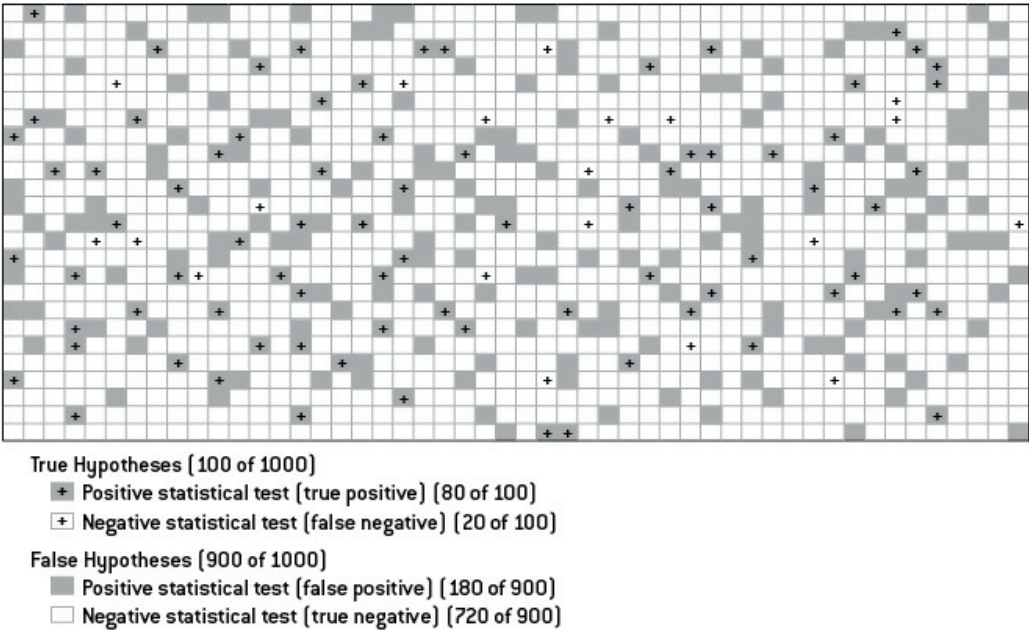 True Hypotheses (100 of 1000)
+ Positive statistical test (true positive) (80 of 100)
+ Negative statistical test (false negative) (20 of 100)
False Hypotheses (900 of 1000)
Positive statistical test (false positive) (180 of 900)
Negative statistical test (true negative) (720 of 900)